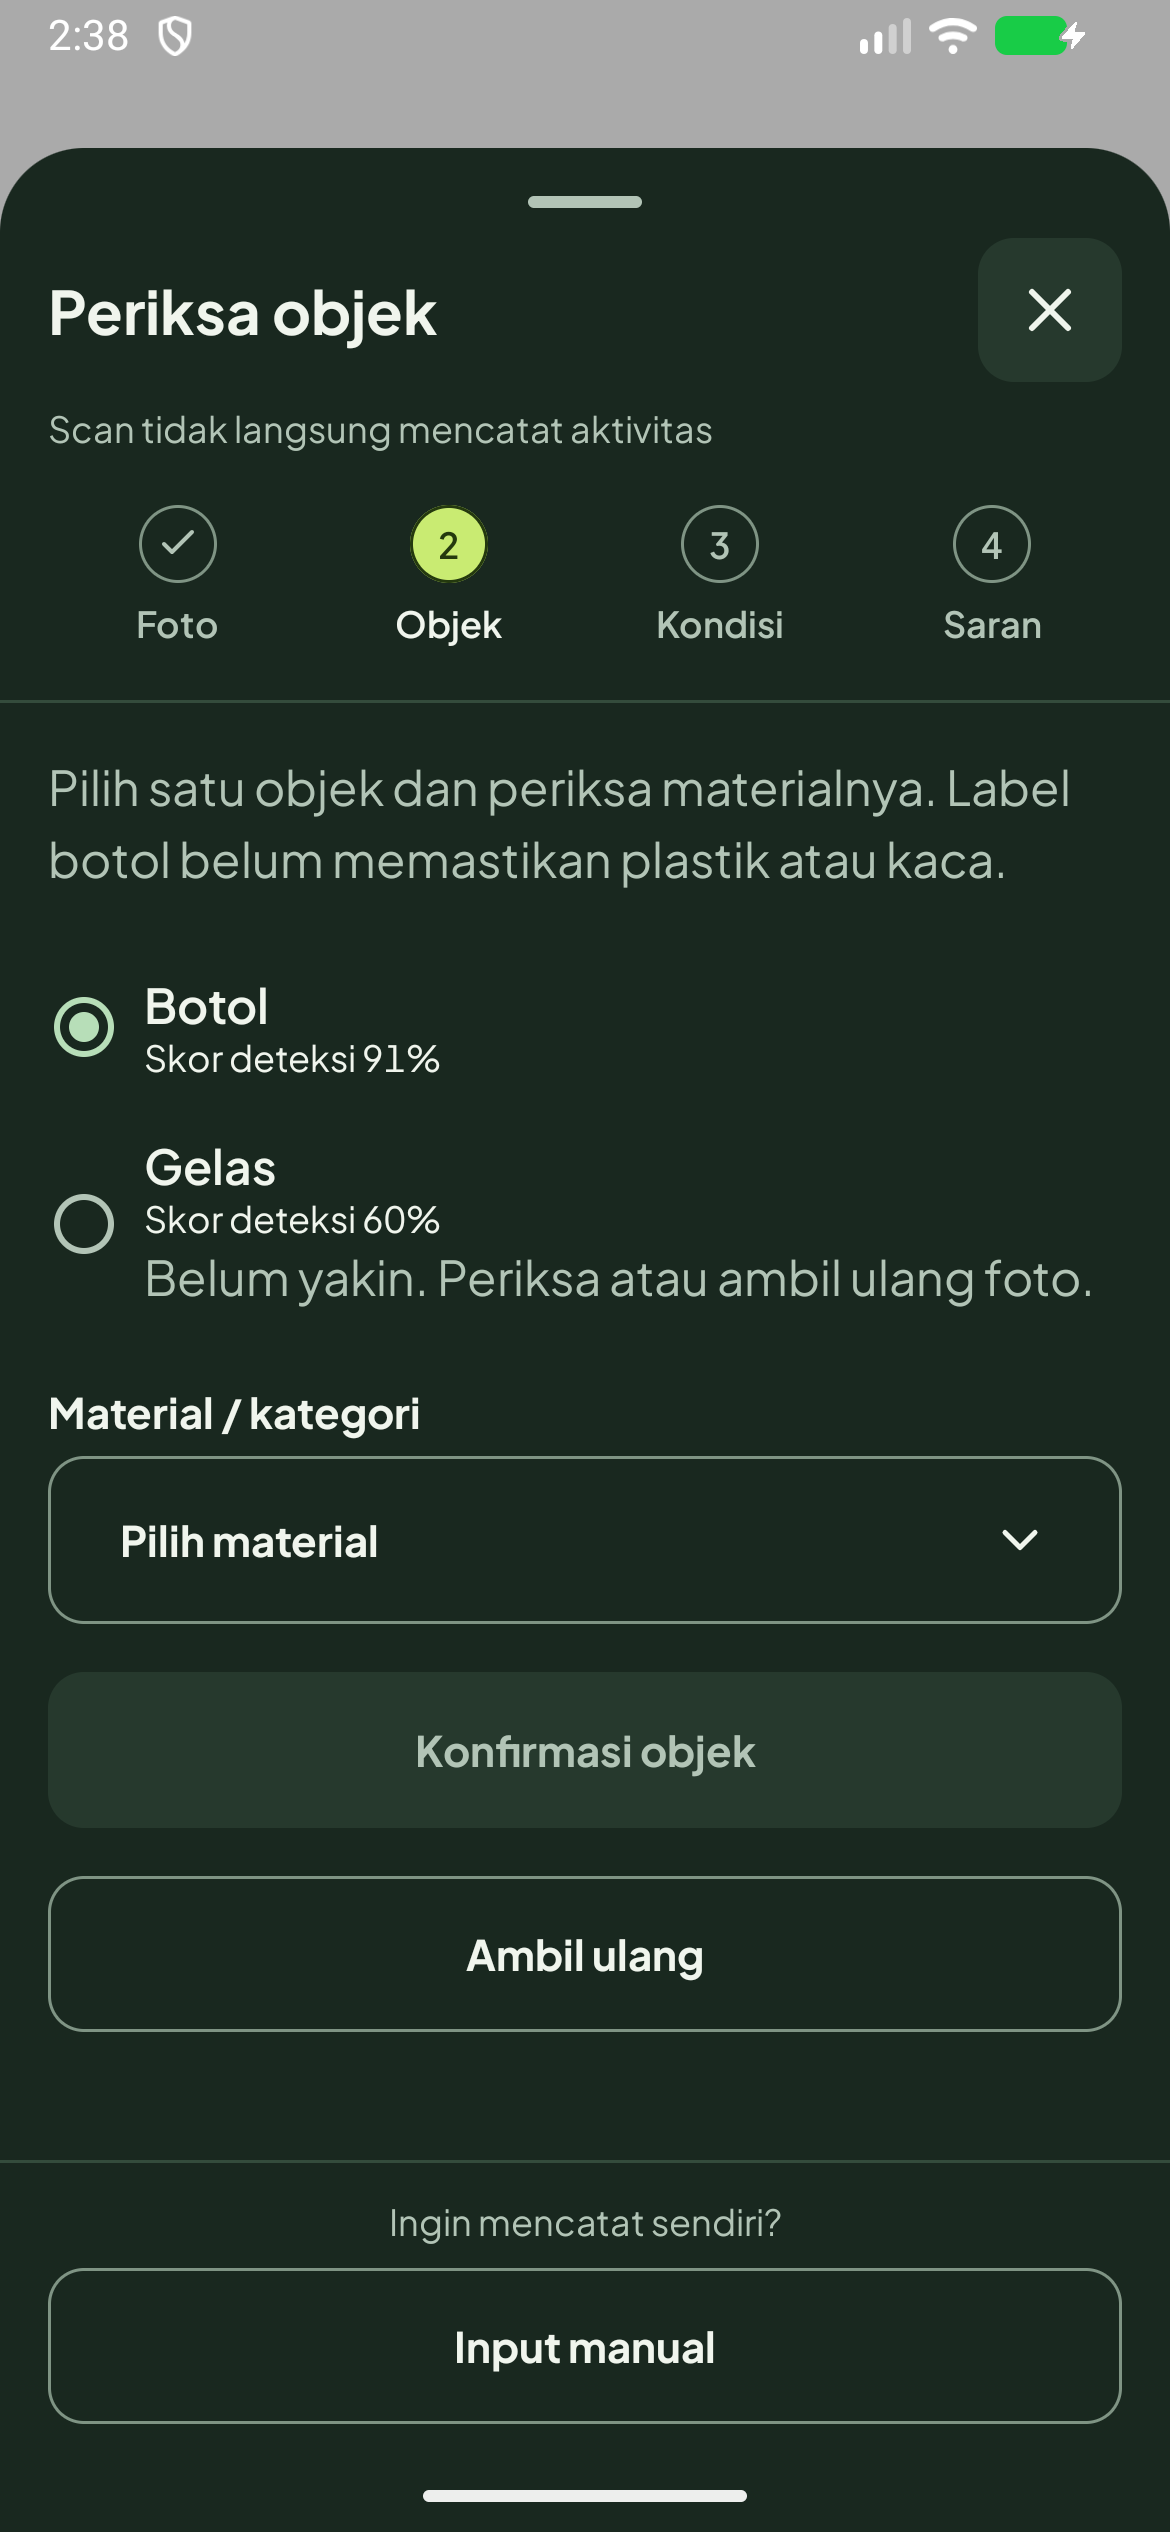 2:38
Periksa objek
Scan tidak langsung mencatat aktivitas
Foto
2
Objek
3
Kondisi
4
Saran
Pilih satu objek dan periksa materialnya. Label
botol belum memastikan plastik atau kaca.
Botol
Skor deteksi 91%
Gelas
Skor deteksi 60%
Belum yakin. Periksa atau ambil ulang foto.
Material / kategori
Pilih material
Konfirmasi objek
Ambil ulang
Ingin mencatat sendiri?
Input manual